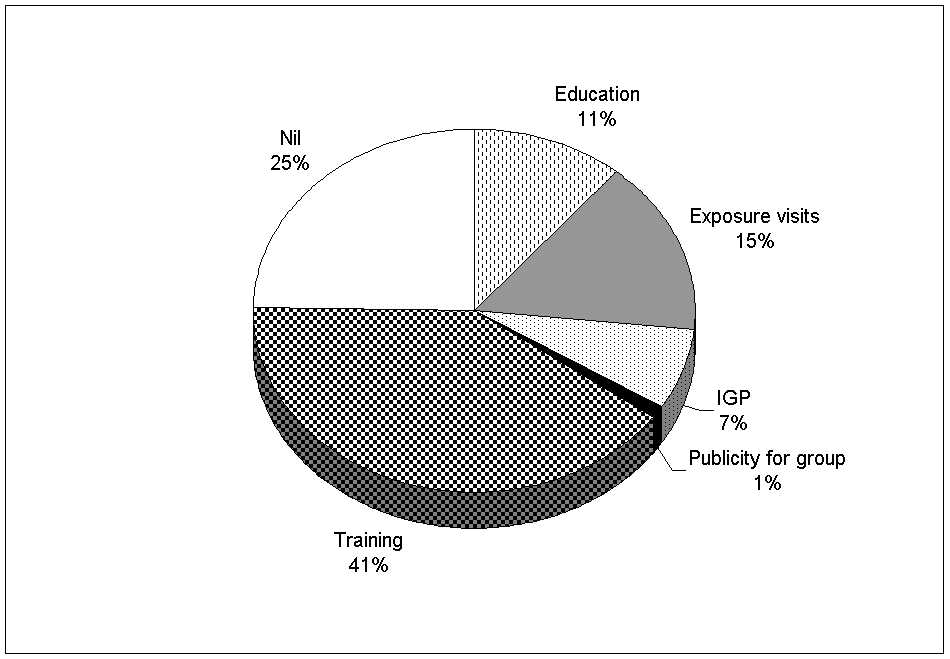 Education
11%
Nil
25%
Exposure visits
15%
IGP
7%
Publicity for group
1%
Training
41%